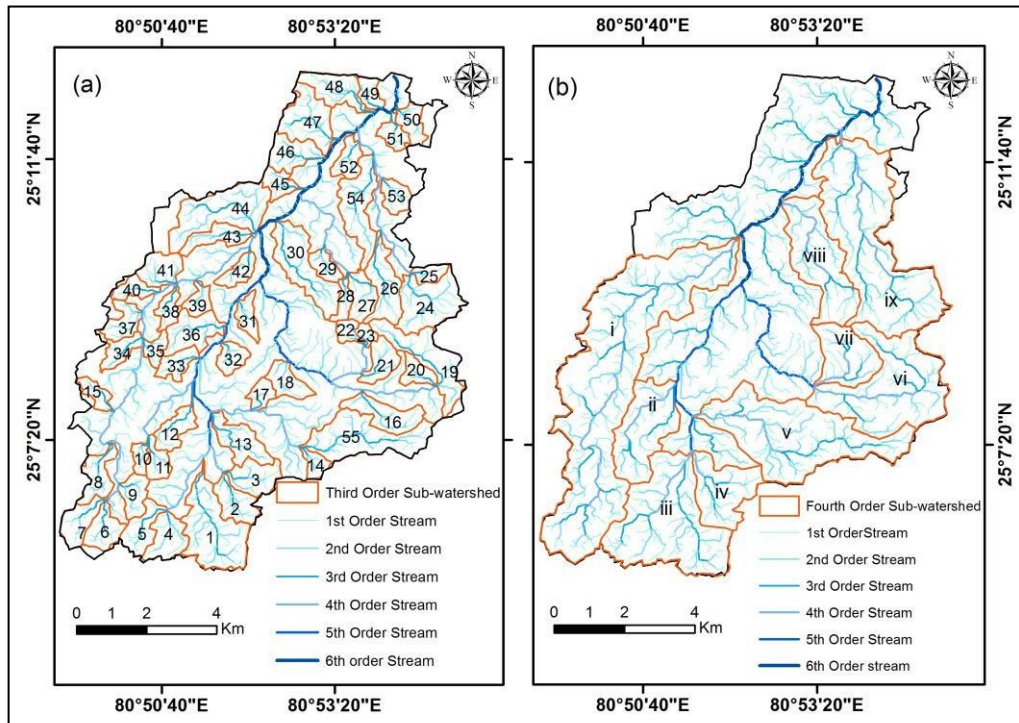 80°50'40"E
80°53'20"E
80°50'40"E
80°53'20"E
(a)
N
W
E
S
(b)
N
W
E
S
25°11'40"N
25°7'20"N
25°11'40"N
25°7'20"N
48
49
50
47
51
46
52
45
53
54
44
43
30
41
42
29
25
40
39
28
27
26
24
38
37
31
36
22
23
34
35
32
21
20
19
33
18
15
17
16
12
13
55
10
11
14
8
3
9
2
7
6
5
4
1
Third Order Sub-watershed
1st Order Stream
2nd Order Stream
3rd Order Stream
4th Order Stream
5th Order Stream
6th order Stream
0 1 2 4
Km
viii
ix
i
vii
vi
ii
v
iv
iii
Fourth Order Sub-watershed
1st OrderStream
2nd Order Stream
3rd Order Stream
4th Order Stream
5th Order Stream
6th Order stream
0 1 2 4
Km
80°50'40"E
80°53'20"E
80°50'40"E
80°53'20"E